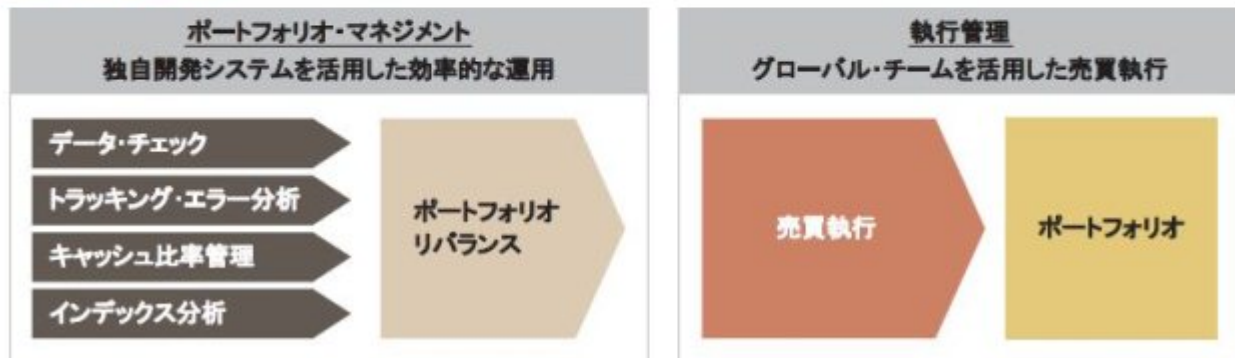 ポートフォリオ・マネジメント
独自開発システムを活用した効率的な運用
データ・チェック
トラッキング・エラー分析
キャッシュ比率管理
インデックス分析
ポートフォリオ
リバランス
執行管理
グローバル・チームを活用した売買執行
売買執行
ポートフォリオ